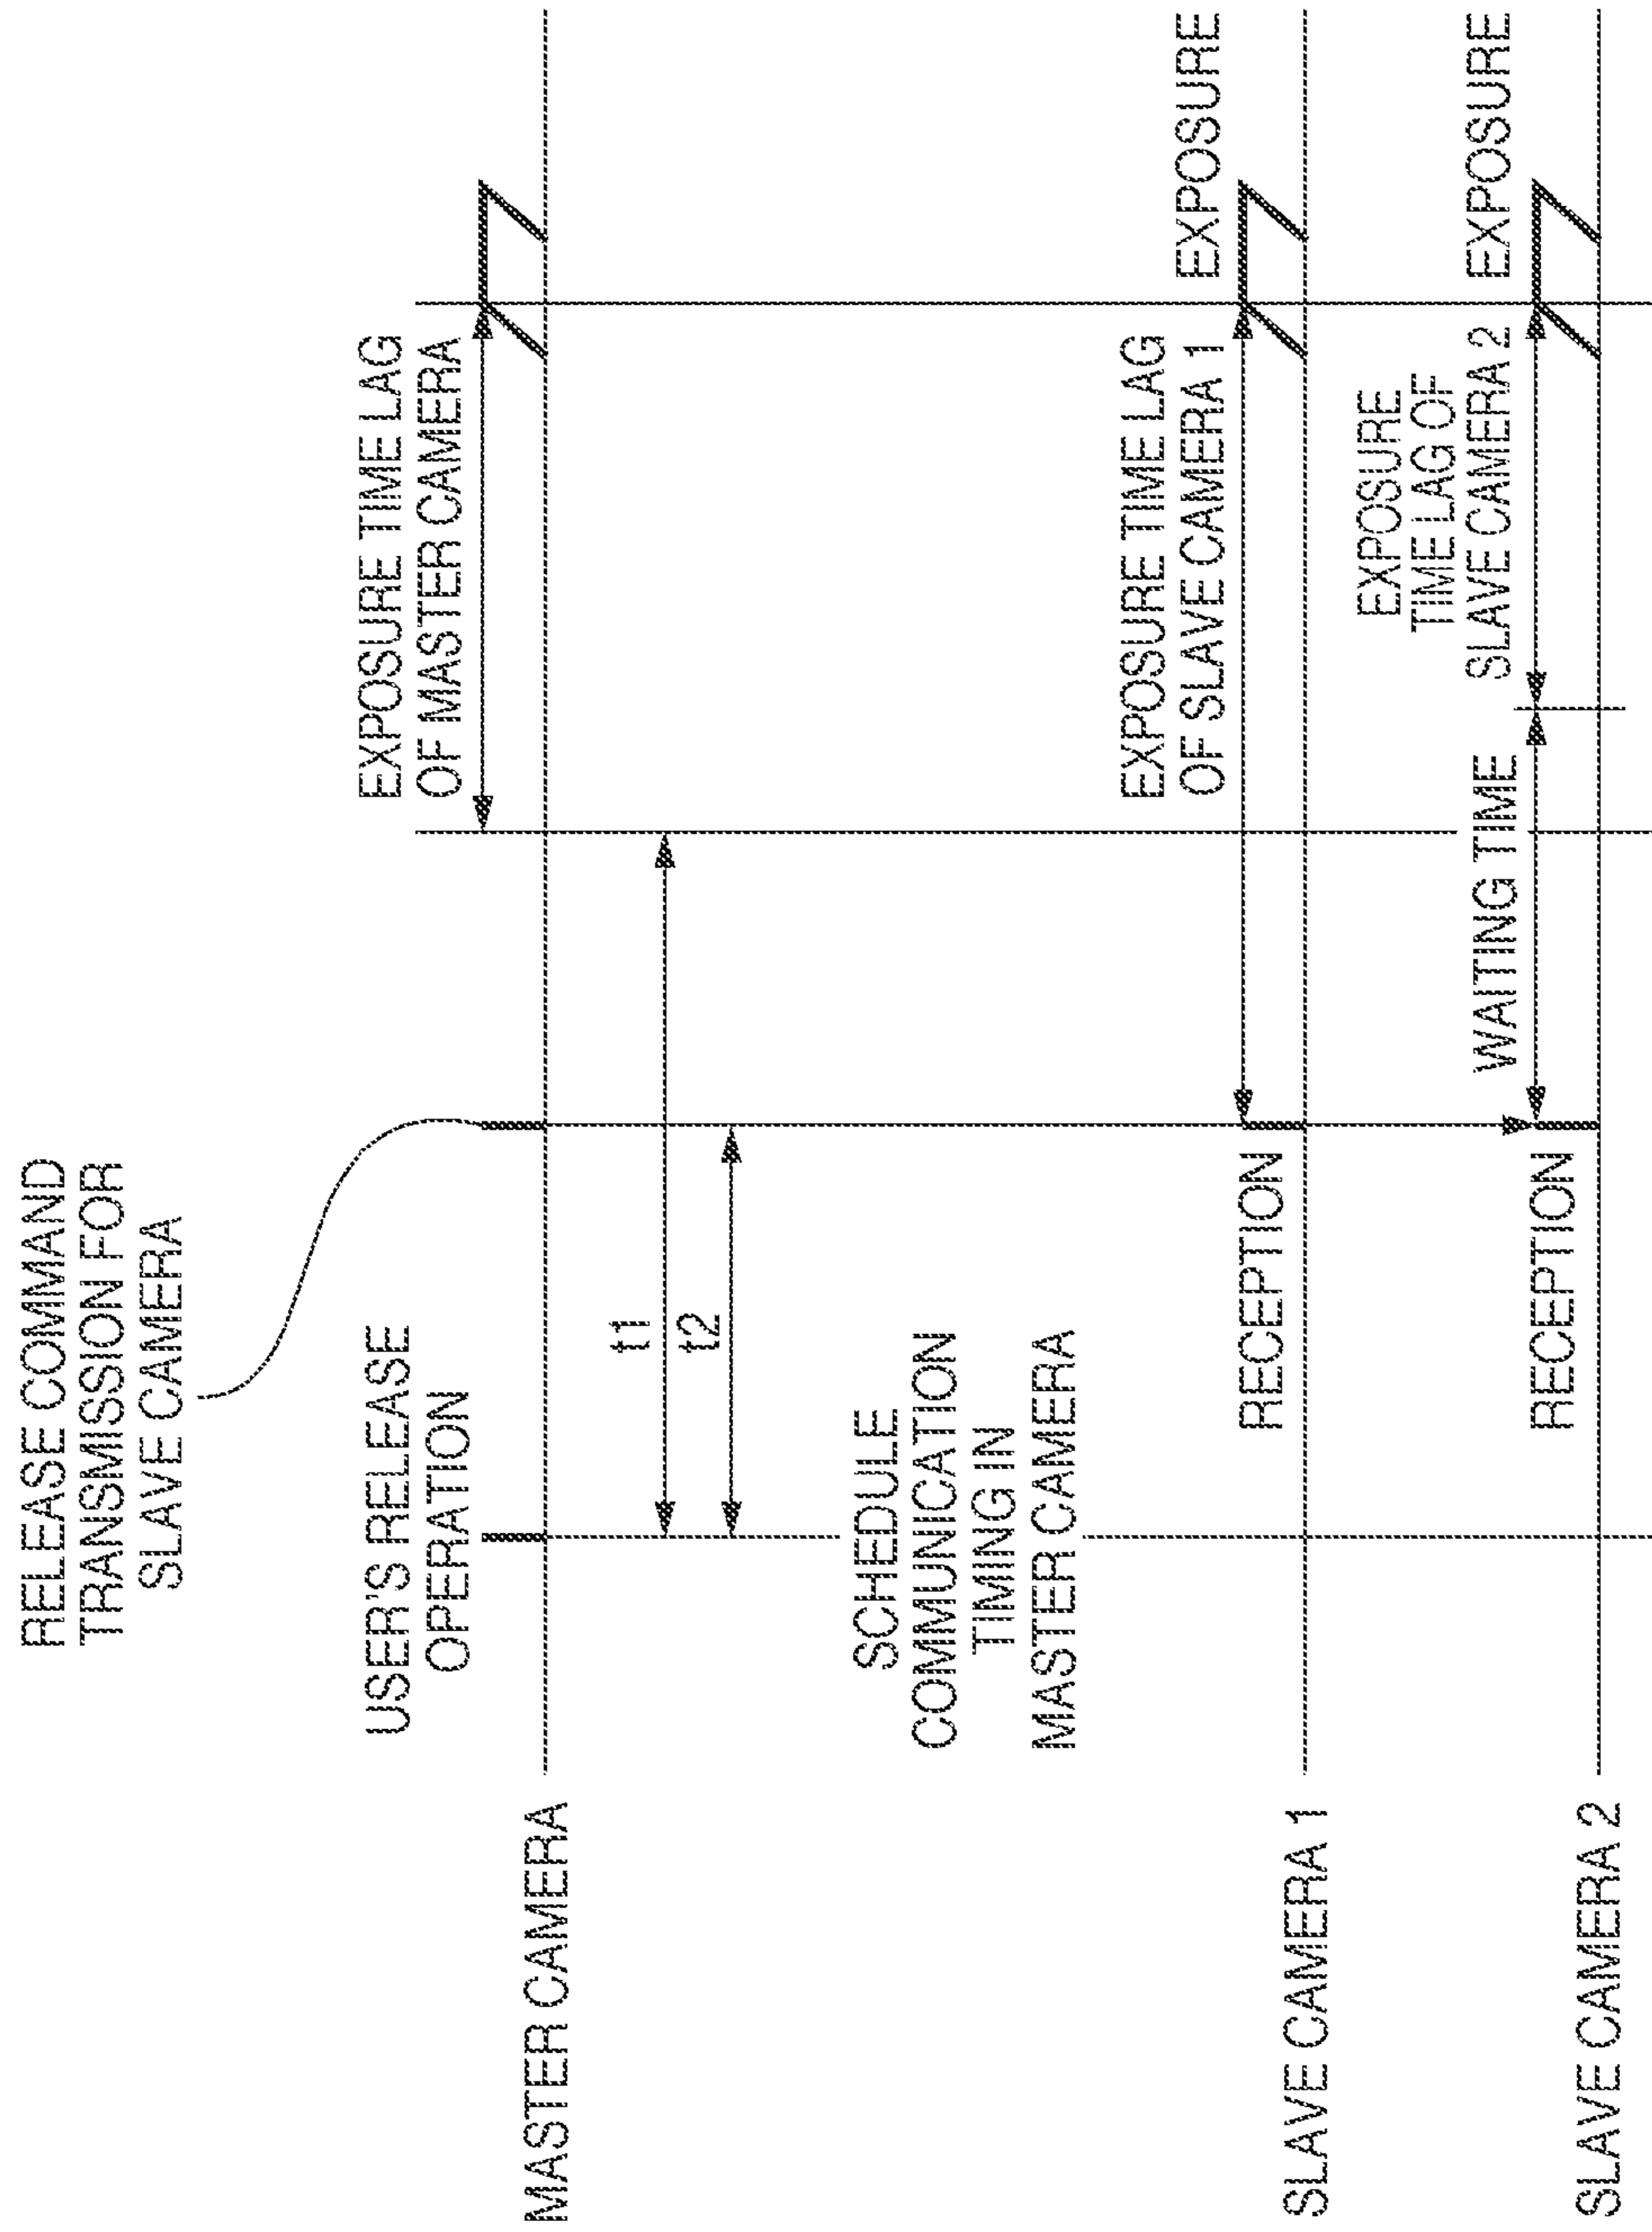 RELEASE COMMAND
TRANSMISSION FOR
SLAVE CAMERA
USER'S RELEASE
OPERATION
EXPOSURE TIME LAG
OF MASTER CAMERA
MASTER CAMERA
t1
t2
SCHEDULE
COMMUNICATION
TIMING IN
MASTER CAMERA
EXPOSURE TIME LAG
OF SLAVE CAMERA 1
EXPOSURE
RECEPTION
SLAVE CAMERA 1
EXPOSURE
TIME LAG OF
SLAVE CAMERA 2
WAITING TIME
EXPOSURE
RECEPTION
SLAVE CAMERA 2